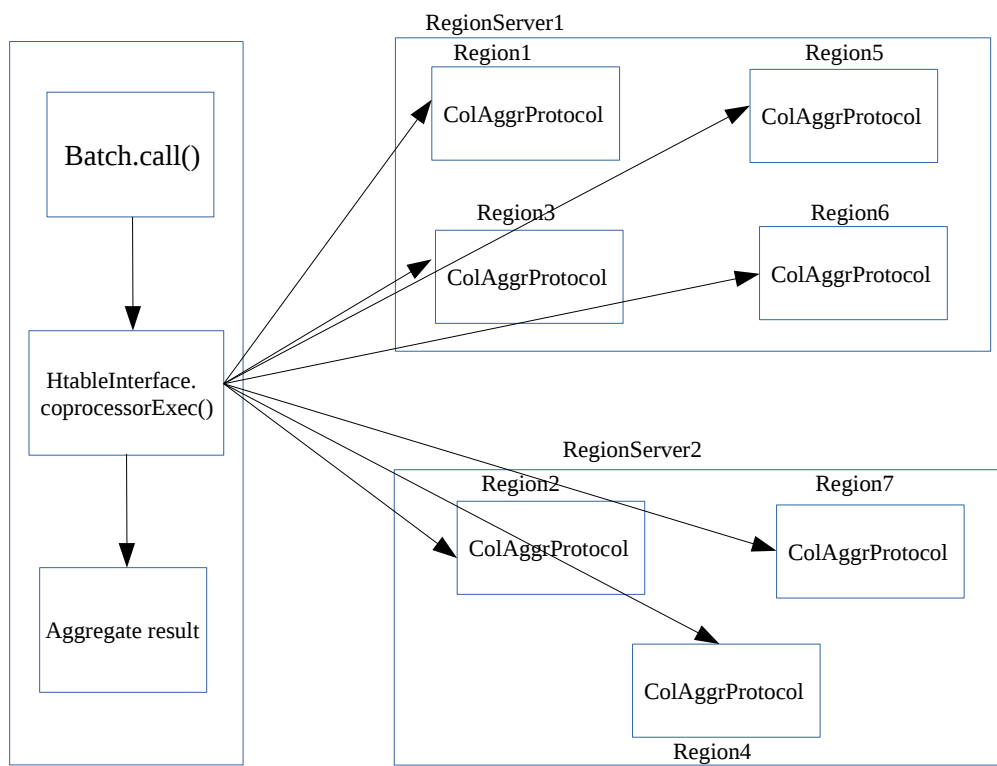 Batch.call()
HtableInterface.
coprocessorExec()
Aggregate result
RegionServer1
Region1
ColAggrProtocol
Region5
ColAggrProtocol
Region3
ColAggrProtocol
Region6
ColAggrProtocol
RegionServer2
Region2
ColAggrProtocol
Region7
ColAggrProtocol
ColAggrProtocol
Region4